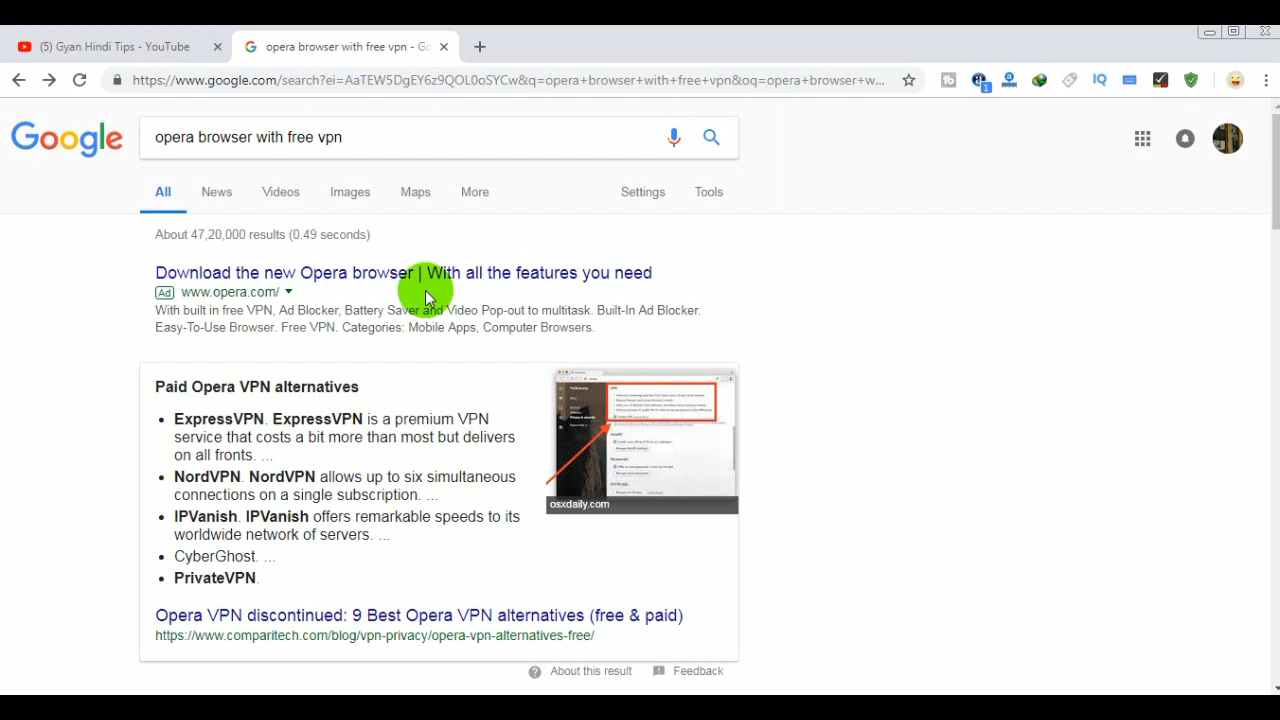 (5) Gyan Hindi Tips - YouTube
opera browser with free vpn - Go
https://www.google.com/search?ei=AaTEW5DgEY6z9QOL0oSYCw&q=opera+browser+with+free+vpn&oq=opera+browser+w...
IQ
1
Google
opera browser with free vpn
All News Videos Images Maps More Settings Tools
About 47,20,000 results (0.49 seconds)
Download the new Opera browser | With all the features you need
Ad www.opera.com/
With built in free VPN, Ad Blocker, Battery Saver and Video Pop-out to multitask. Built-In Ad Blocker.
Easy-To-Use Browser. Free VPN. Categories: Mobile Apps, Computer Browsers.
Paid Opera VPN alternatives
ExpressVPN. ExpressVPN is a premium VPN
service that costs a bit more than most but delivers
on all fronts. ...
NordVPN. NordVPN allows up to six simultaneous
connections on a single subscription. ...
IPVanish. IPVanish offers remarkable speeds to its
worldwide network of servers. ...
CyberGhost. ...
PrivateVPN.
osxdaily.com
Opera VPN discontinued: 9 Best Opera VPN alternatives (free & paid)
https://www.comparitech.com/blog/vpn-privacy/opera-vpn-alternatives-free/
About this result Feedback